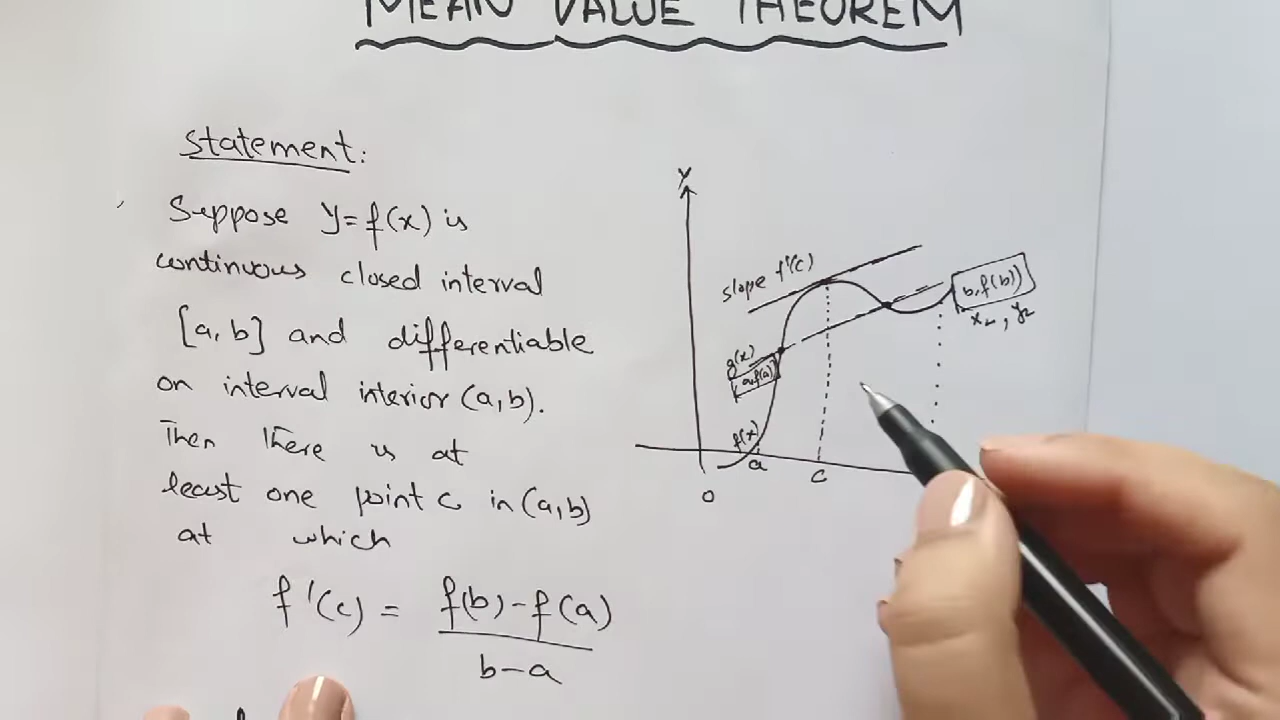 MEAN VALUE THEOREM
Statement:
Suppose y=f(x) is
continuous closed interval
[a,b] and differentiable
on interval interior (a,b).
Then there is at
least one point c in (a,b)
at which
f'(c) = f(b)-f(a)
b-a
Y
slope f'(c)
b,f(b))
x₂, y₂
g(x)
(a,f(a))
f(x)
a
c
o